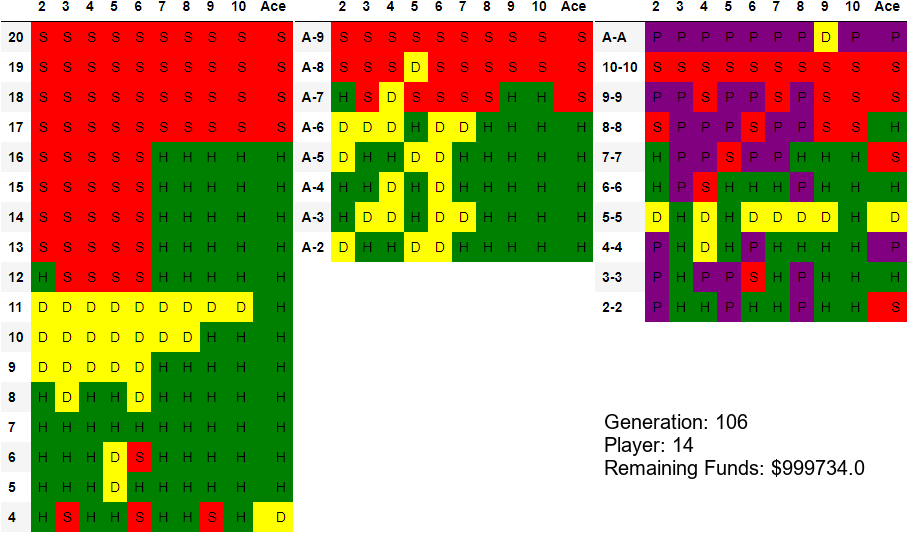 2 3 4 5 6 7 8 9 10 Ace
20 S S S S S S S S S S
19 S S S S S S S S S S
18 S S S S S S S S S S
17 S S S S S S S S S S
16 S S S S S H H H H H
15 S S S S S H H H H H
14 S S S S S H H H H H
13 S S S S S H H H H H
12 H S S S S H H H H H
11 D D D D D D D D D H
10 D D D D D D D H H H
9 D D D D D H H H H H
8 H D H H D H H H H H
7 H H H H H H H H H H
6 H H H D S H H H H H
5 H H H D H H H H H H
4 H S H H S H H S H D
2 3 4 5 6 7 8 9 10 Ace
A-9 S S S S S S S S S S
A-8 S S S D S S S S S S
A-7 H S D S S S S H H S
A-6 D D D H D D H H H H
A-5 D H H D D H H H H H
A-4 H H D H D H H H H H
A-3 H D D H D D H H H H
A-2 D H H D D H H H H H
2 3 4 5 6 7 8 9 10 Ace
A-A P P P P P P P D P P
10-10 S S S S S S S S S S
9-9 P P S P P S P S S S
8-8 S P P P S P P S S H
7-7 H P P S P P H H H S
6-6 H P S H H H P H H H
5-5 D H D H D D D D H D
4-4 P H D H P H H H H P
3-3 P H P P S H P H H H
2-2 P H H P H H P H H S
Generation: 106
Player: 14
Remaining Funds: $999734.0